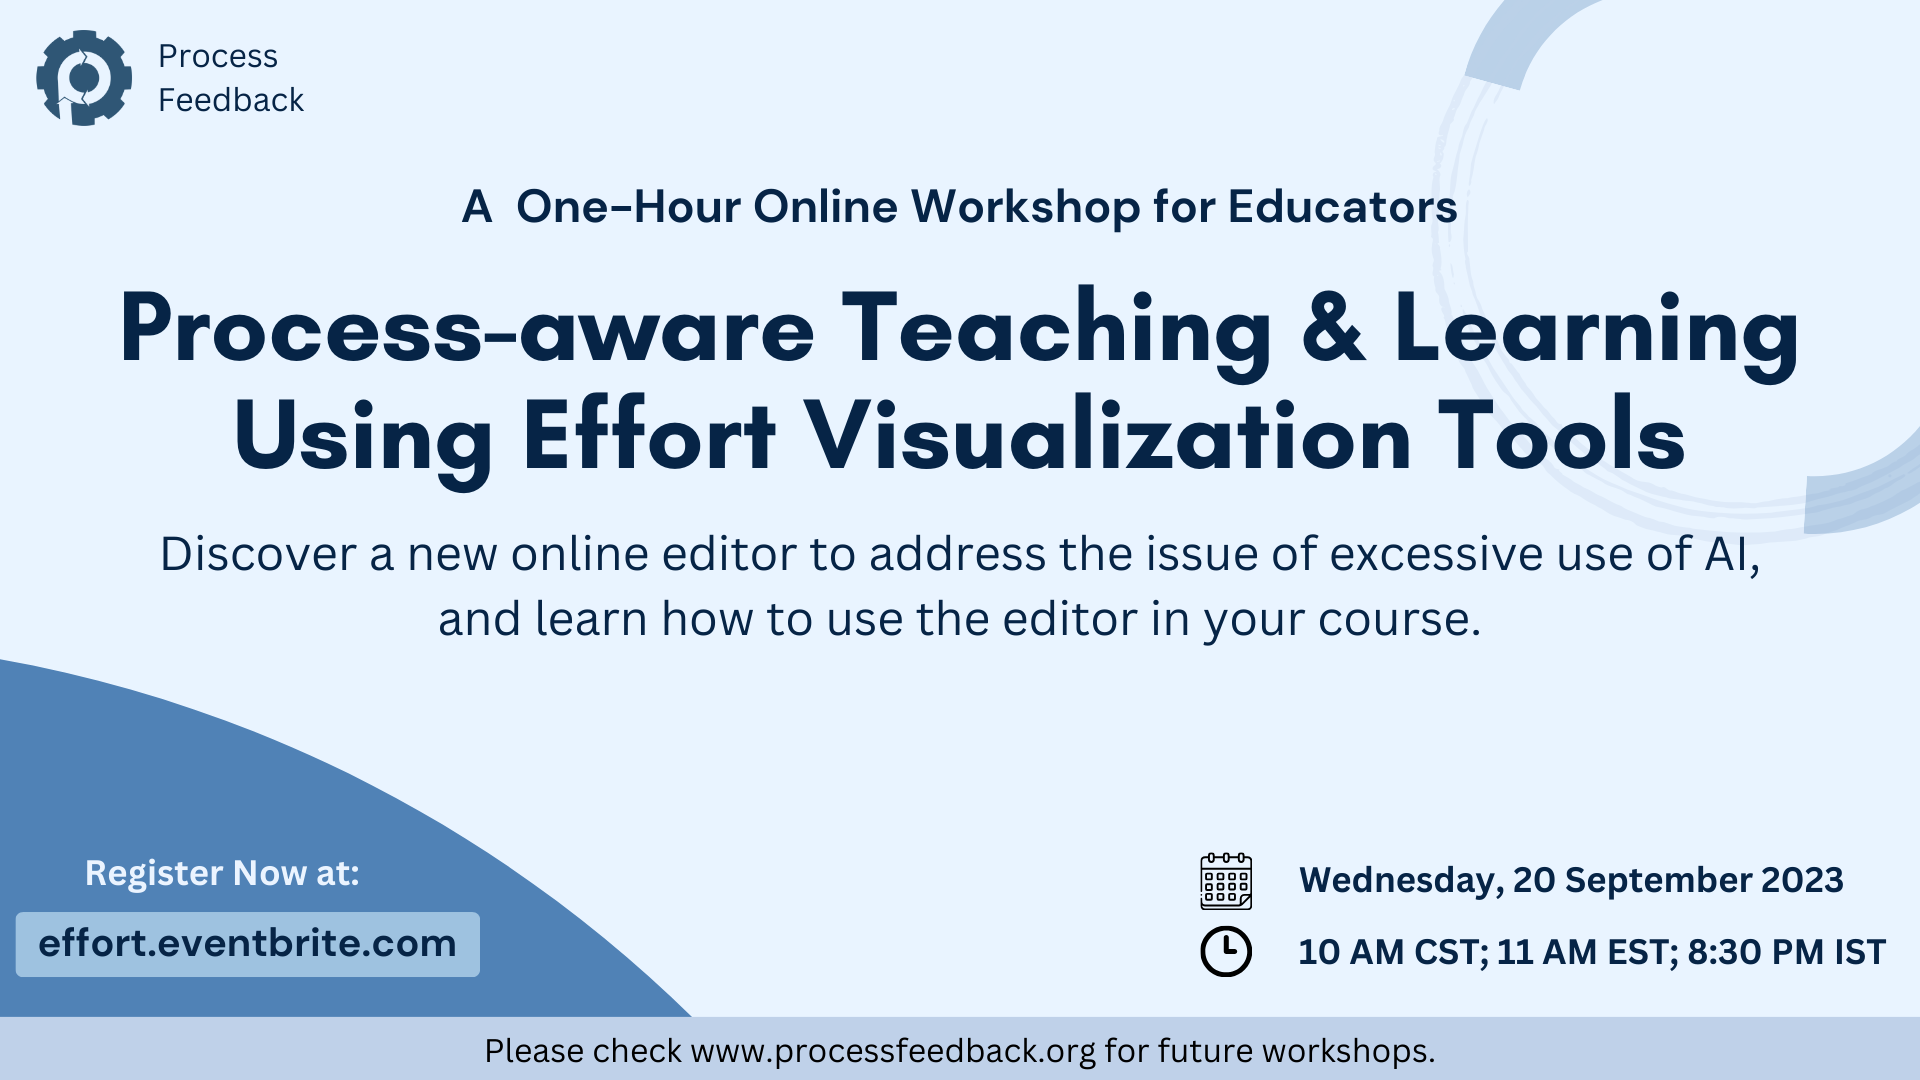 Process
Feedback
A One-Hour Online Workshop for Educators
Process-aware Teaching & Learning
Using Effort Visualization Tools
Discover a new online editor to address the issue of excessive use of AI,
and learn how to use the editor in your course.
Register Now at:
effort.eventbrite.com
Wednesday, 20 September 2023
10 AM CST; 11 AM EST; 8:30 PM IST
Please check www.processfeedback.org for future workshops.